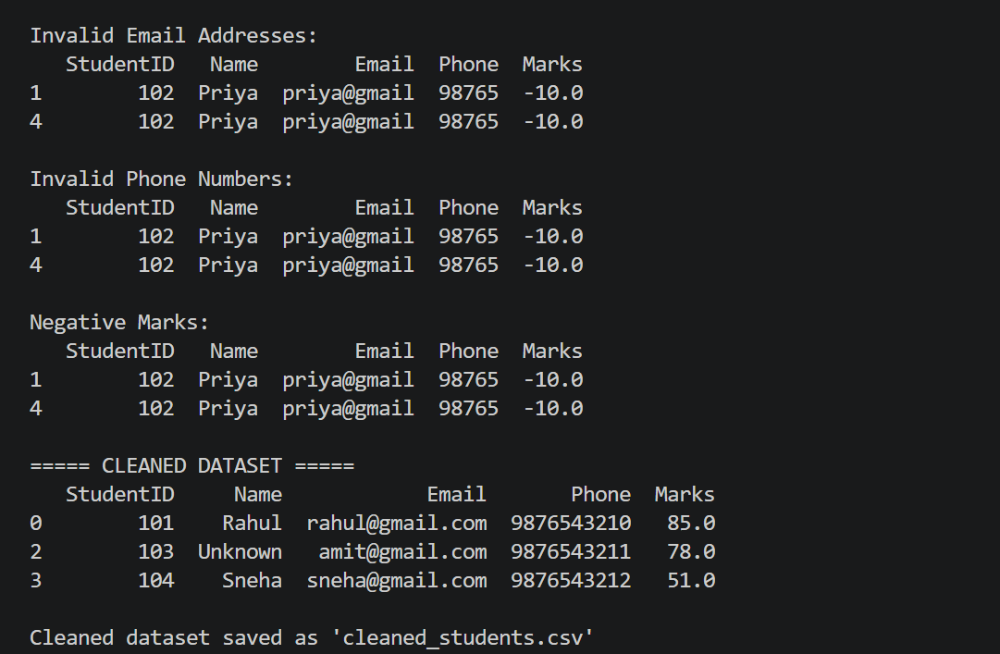 Invalid Email Addresses:
   StudentID   Name        Email  Phone  Marks
1        102  Priya  priya@gmail  98765  -10.0
4        102  Priya  priya@gmail  98765  -10.0

Invalid Phone Numbers:
   StudentID   Name        Email  Phone  Marks
1        102  Priya  priya@gmail  98765  -10.0
4        102  Priya  priya@gmail  98765  -10.0

Negative Marks:
   StudentID   Name        Email  Phone  Marks
1        102  Priya  priya@gmail  98765  -10.0
4        102  Priya  priya@gmail  98765  -10.0

===== CLEANED DATASET =====
   StudentID     Name            Email       Phone  Marks
0        101    Rahul  rahul@gmail.com  9876543210   85.0
2        103  Unknown   amit@gmail.com  9876543211   78.0
3        104    Sneha  sneha@gmail.com  9876543212   51.0

Cleaned dataset saved as 'cleaned_students.csv'